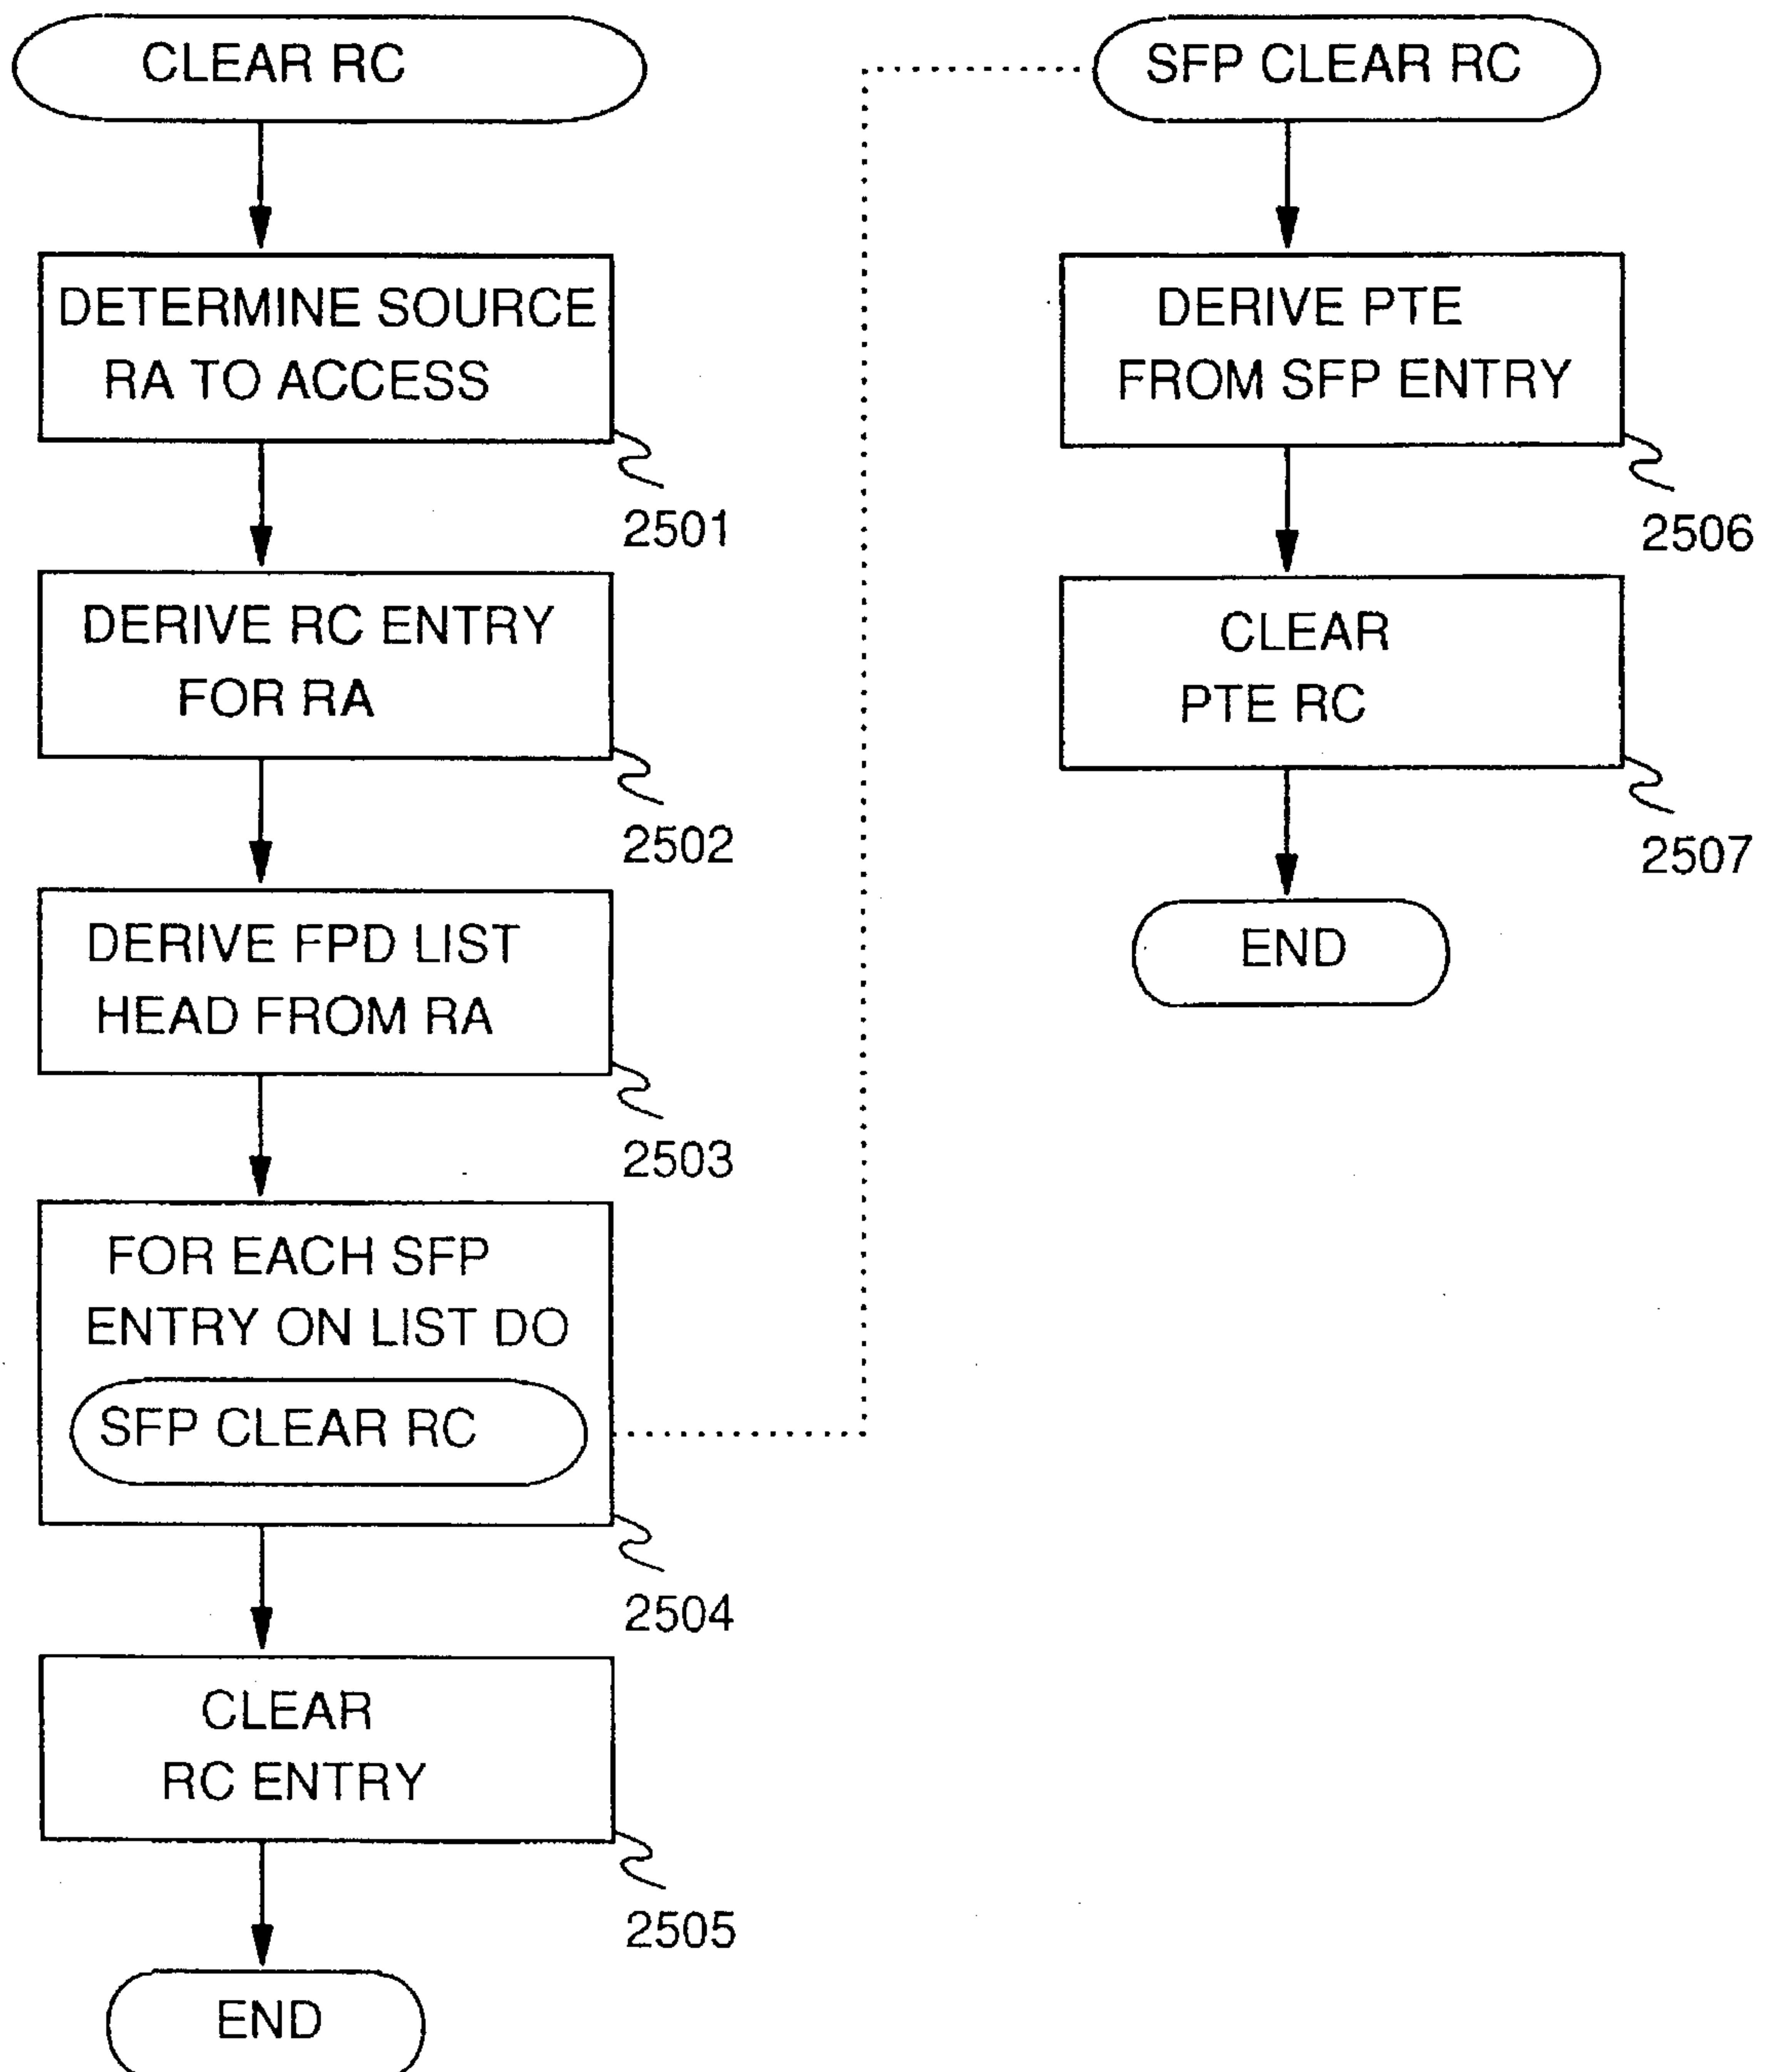 CLEAR RC
DETERMINE SOURCE
RA TO ACCESS
2501
DERIVE RC ENTRY
FOR RA
2502
DERIVE FPD LIST
HEAD FROM RA
2503
FOR EACH SFP
ENTRY ON LIST DO
SFP CLEAR RC
2504
CLEAR
RC ENTRY
2505
END
SFP CLEAR RC
DERIVE PTE
FROM SFP ENTRY
2506
CLEAR
PTE RC
2507
END